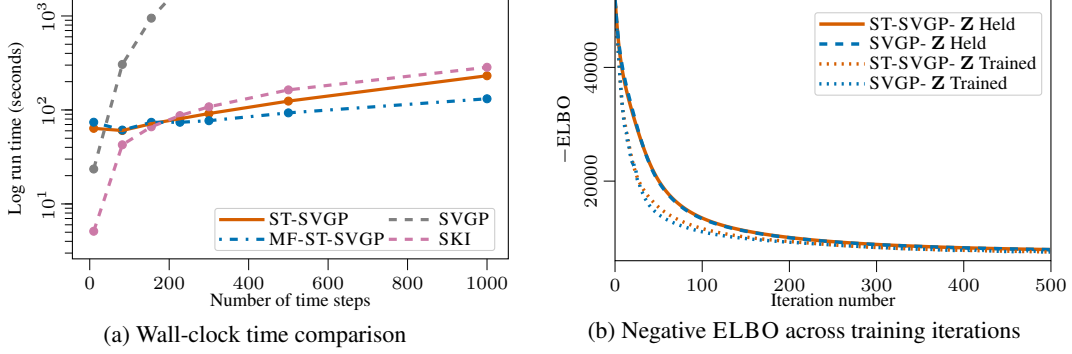 Log run time (seconds)
10³
10²
10¹
ST-SVGP
MF-ST-SVGP
SVGP
SKI
0 200 400 600 800 1000
Number of time steps
(a) Wall-clock time comparison
−ELBO
40000
20000
ST-SVGP- Z Held
SVGP- Z Held
ST-SVGP- Z Trained
SVGP- Z Trained
0 100 200 300 400 500
Iteration number
(b) Negative ELBO across training iterations